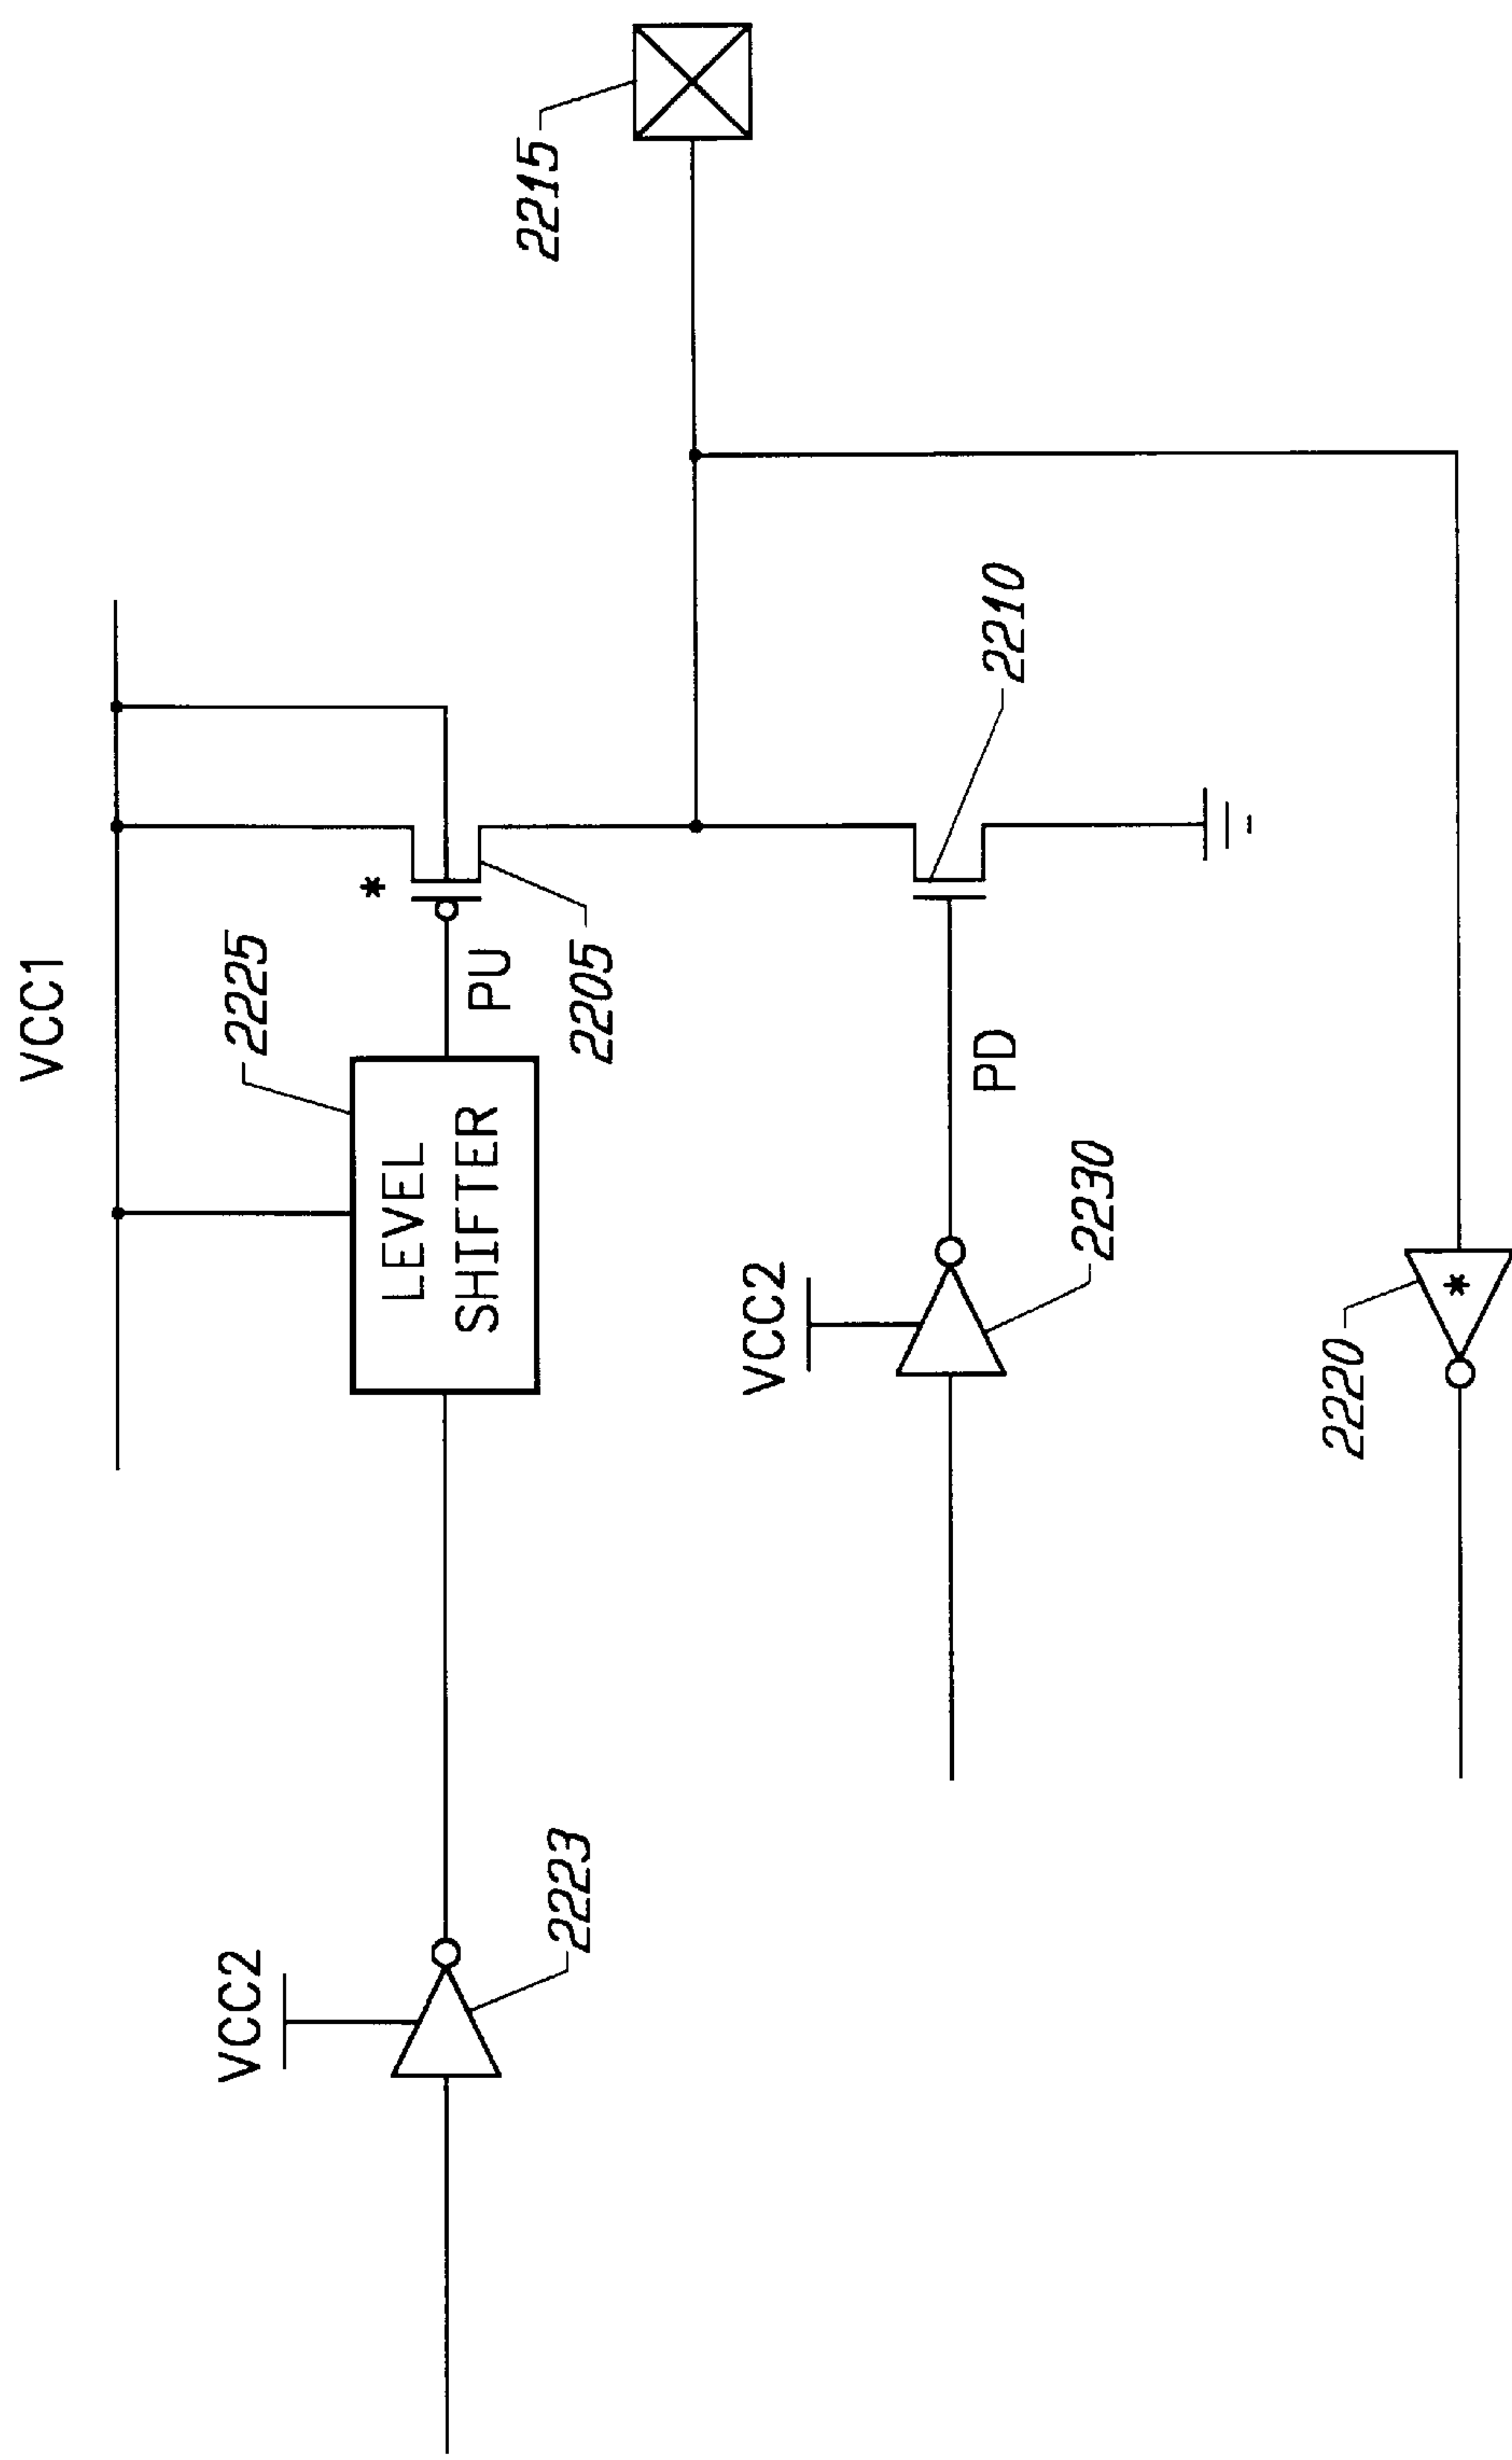 VCC1
2225
LEVEL
SHIFTER
*
PU
2205
2215
VCC2
2223
VCC2
2230
PD
2210
2220
*